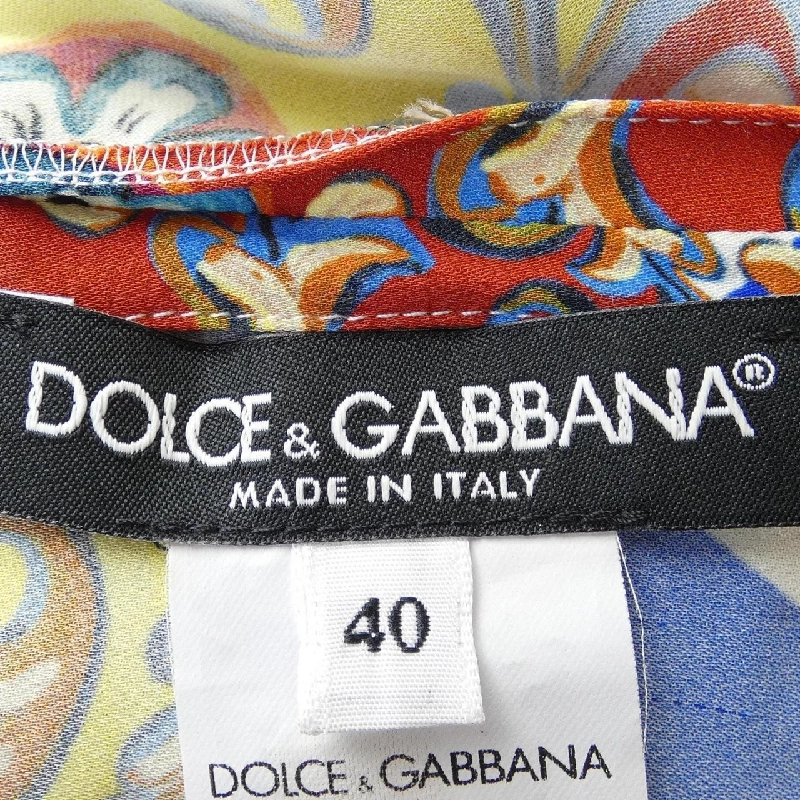 DOLCE & GABBANA®
MADE IN ITALY
40
DOLCE & GABBANA